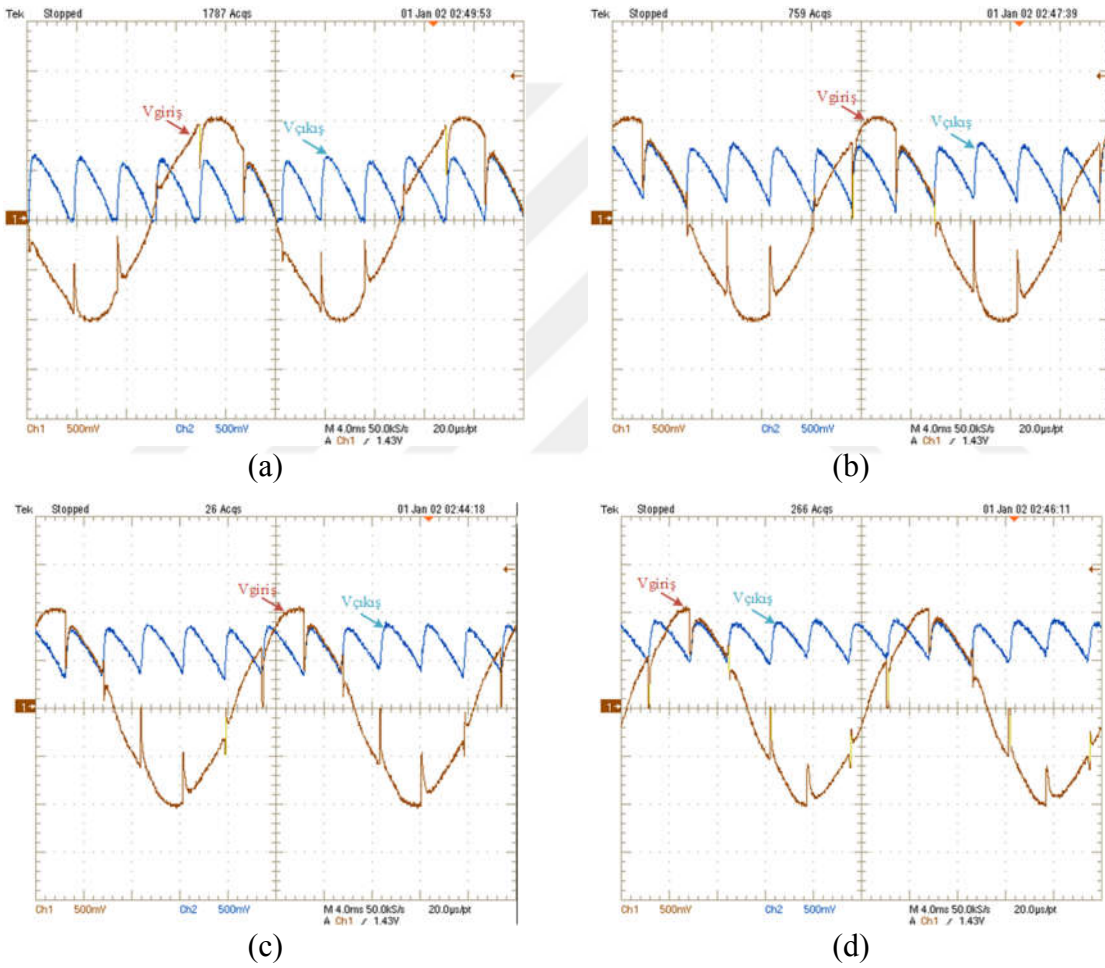 Tek Stopped 1787 Acqs 01 Jan 02 02:49:53
Vgiriş
Vçıkış
1
Ch1 500mV Ch2 500mV M 4.0ms 50.0kS/s 20.0µs/pt
A Ch1 / 1.43V
(a)
Tek Stopped 759 Acqs 01 Jan 02 02:47:39
Vgiriş
Vçıkış
1
Ch1 500mV Ch2 500mV M 4.0ms 50.0kS/s 20.0µs/pt
A Ch1 / 1.43V
(b)
Tek Stopped 26 Acqs 01 Jan 02 02:44:18
Vgiriş
Vçıkış
1
Ch1 500mV Ch2 500mV M 4.0ms 50.0kS/s 20.0µs/pt
A Ch1 / 1.43V
(c)
Tek Stopped 266 Acqs 01 Jan 02 02:46:11
Vgiriş
Vçıkış
1
Ch1 500mV Ch2 500mV M 4.0ms 50.0kS/s 20.0µs/pt
A Ch1 / 1.43V
(d)